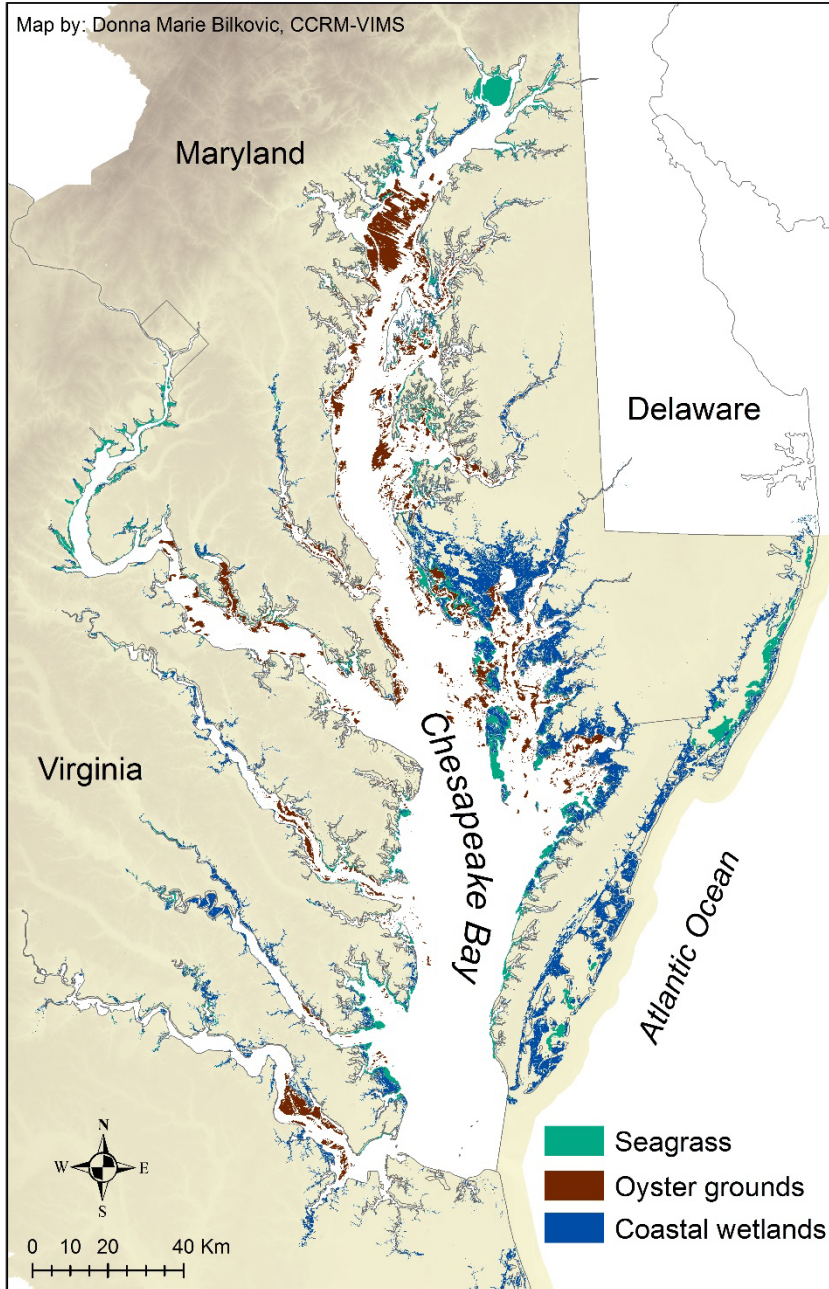 Map by: Donna Marie Bilkovic, CCRM-VIMS
Maryland
Delaware
Virginia
Chesapeake Bay
Atlantic Ocean
N
W E
S
0 10 20 40 Km
Seagrass
Oyster grounds
Coastal wetlands